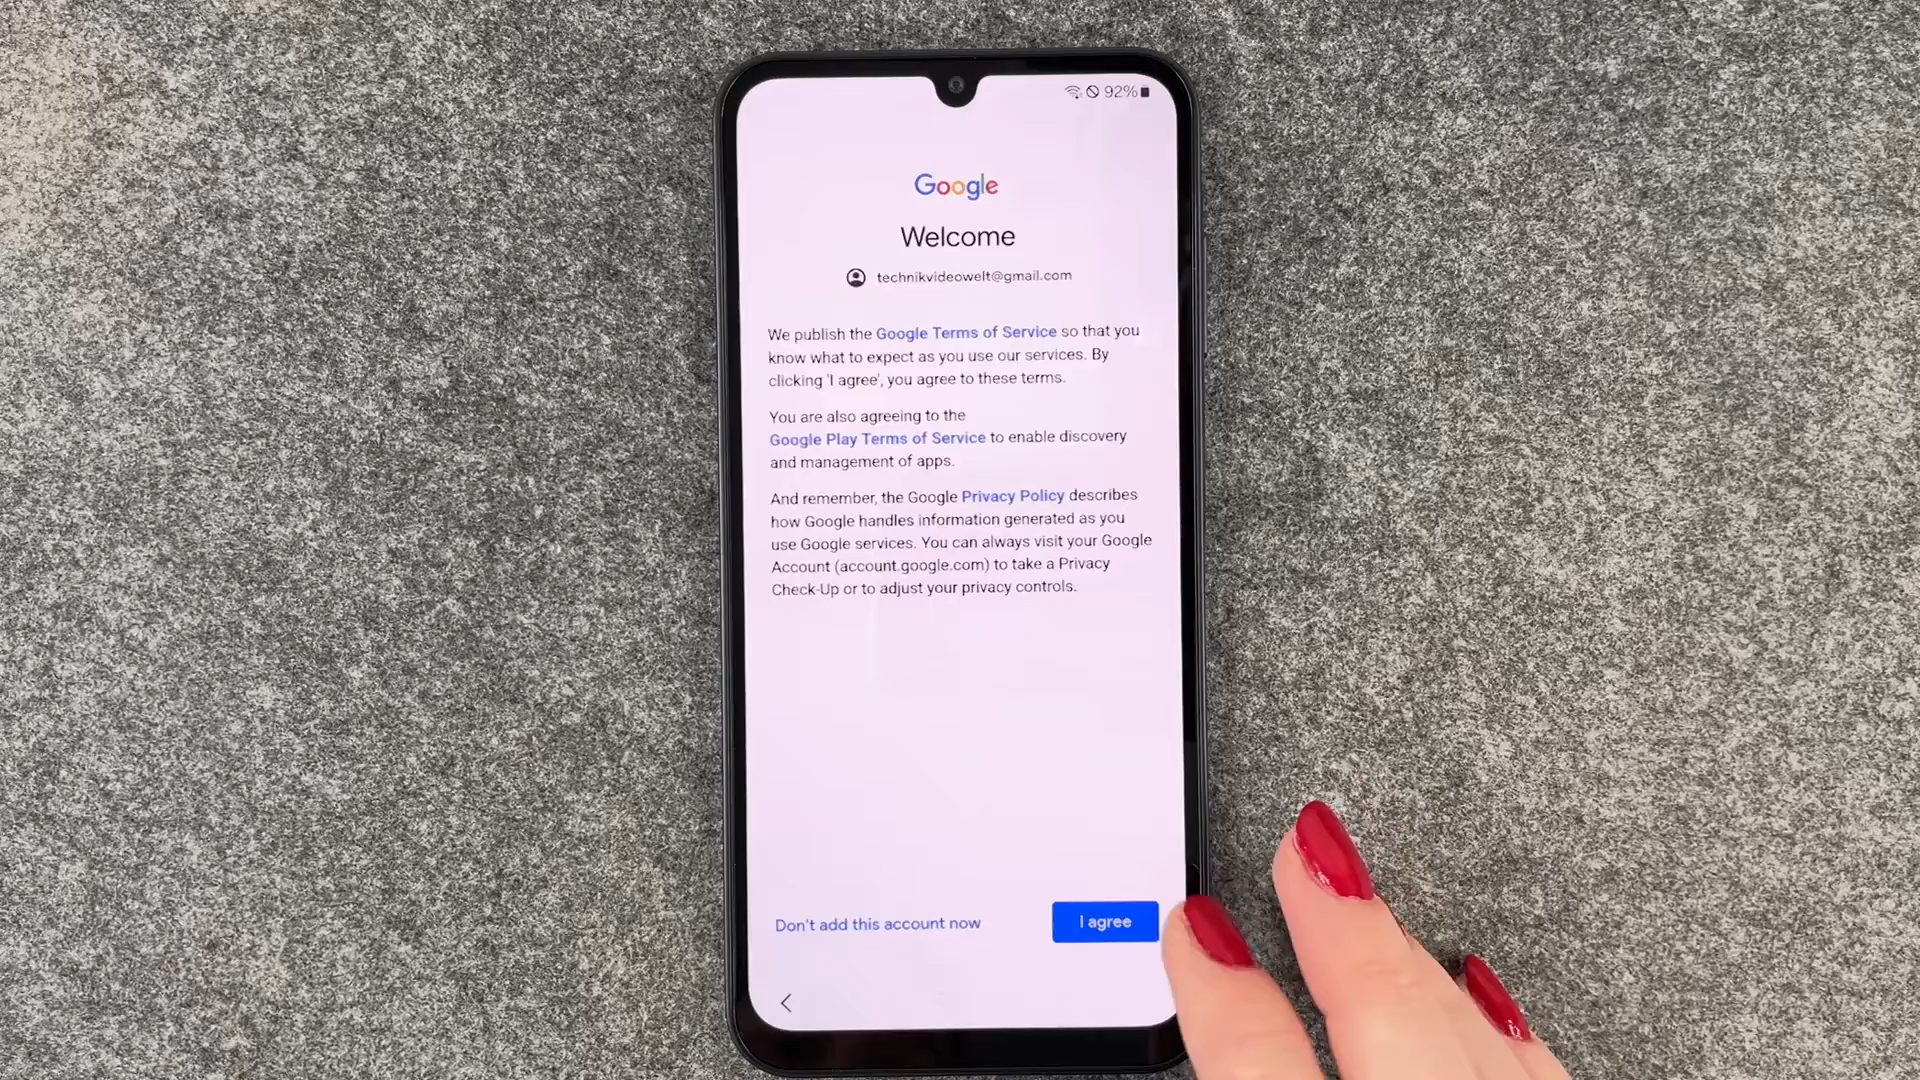 92%
Google
Welcome
technikvideowelt@gmail.com
We publish the Google Terms of Service so that you
know what to expect as you use our services. By
clicking 'I agree', you agree to these terms.
You are also agreeing to the
Google Play Terms of Service to enable discovery
and management of apps.
And remember, the Google Privacy Policy describes
how Google handles information generated as you
use Google services. You can always visit your Google
Account (account.google.com) to take a Privacy
Check-Up or to adjust your privacy controls.
Don't add this account now
I agree